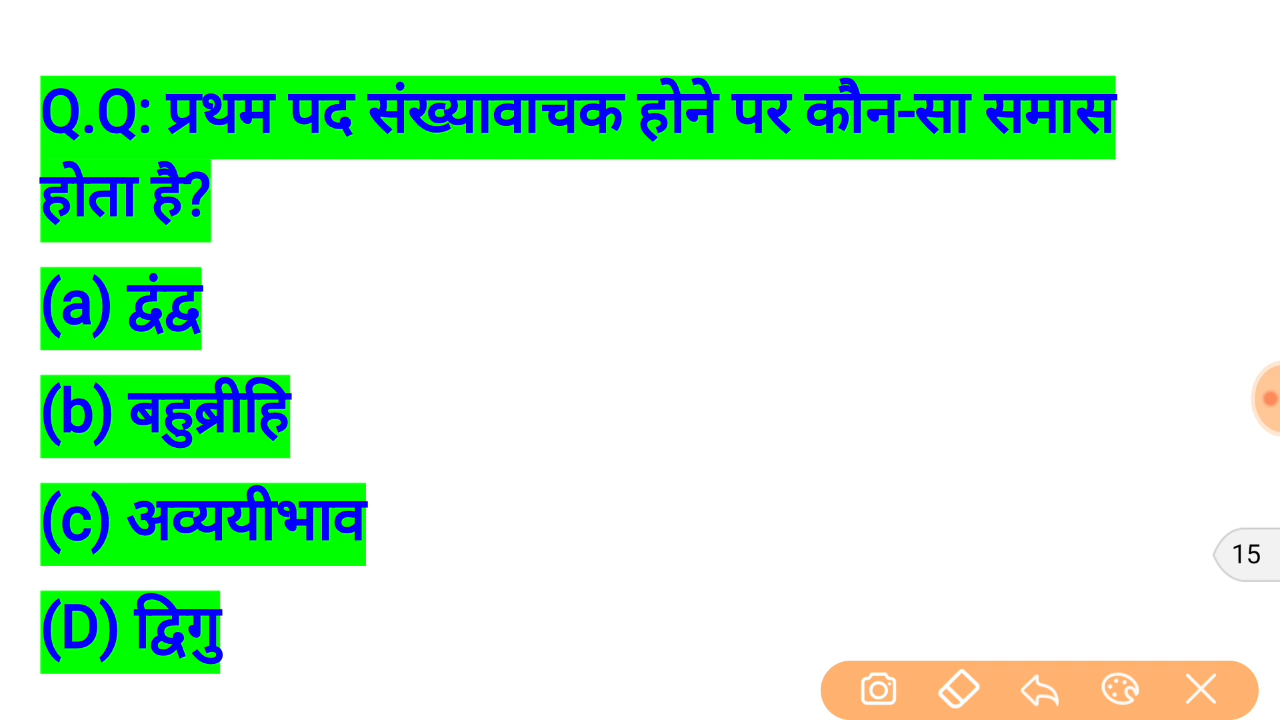 Q.Q: प्रथम पद संख्यावाचक होने पर कौन-सा समास
होता है?
(a) द्वंद्व
(b) बहुब्रीहि
(c) अव्ययीभाव
(D) द्विगु
15